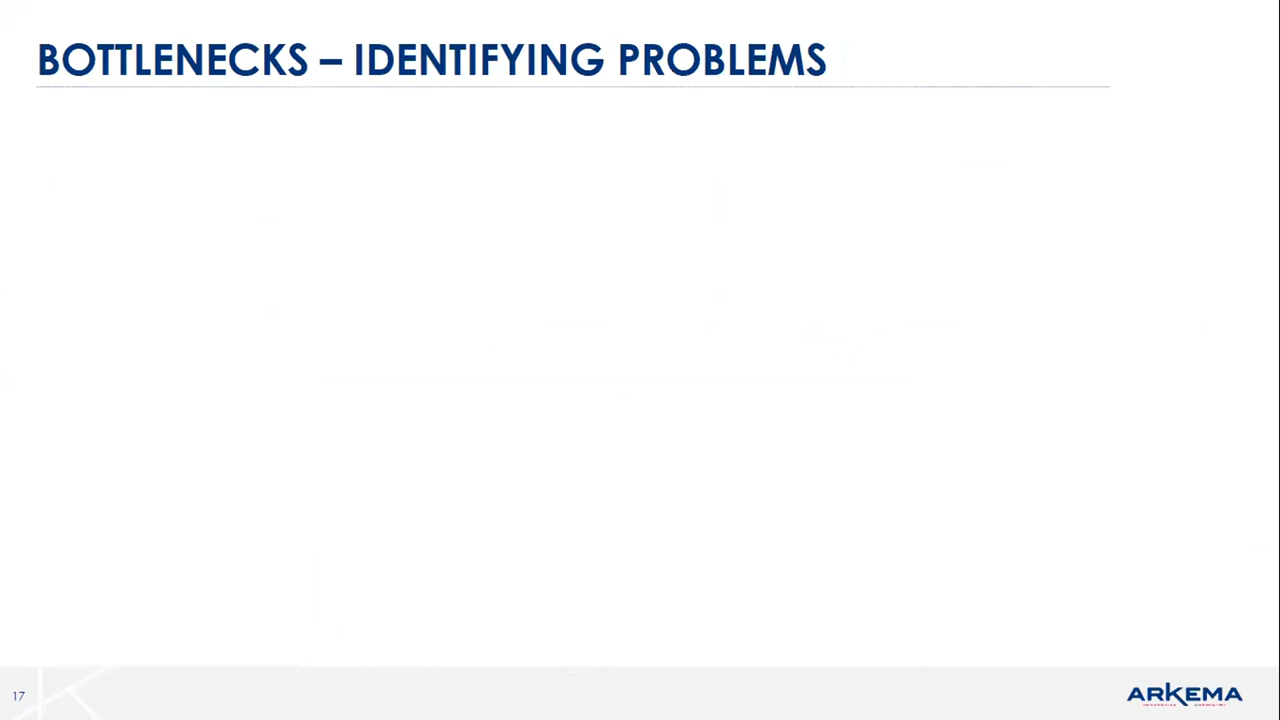 BOTTLENECKS – IDENTIFYING PROBLEMS
17
ARKEMA